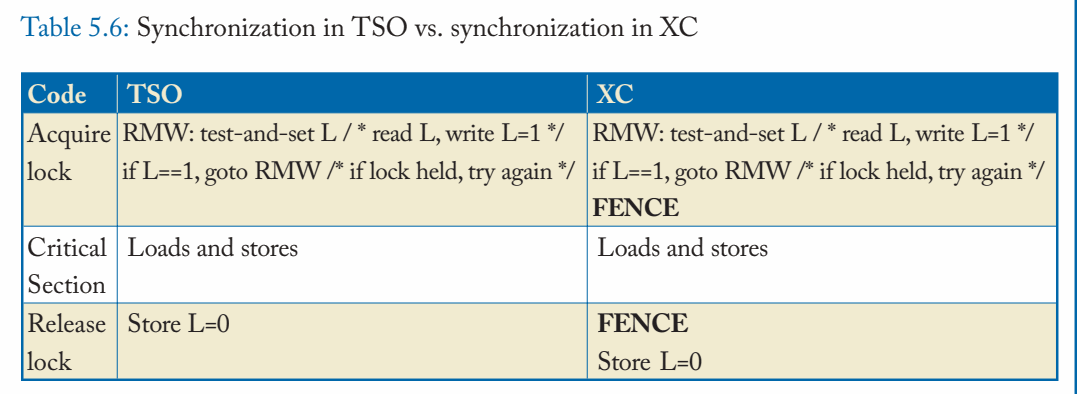 Table 5.6: Synchronization in TSO vs. synchronization in XC
Code TSO XC
Acquire lock RMW: test-and-set L / * read L, write L=1 */ RMW: test-and-set L / * read L, write L=1 */
if L==1, goto RMW /* if lock held, try again */ if L==1, goto RMW /* if lock held, try again */
FENCE
Critical Section Loads and stores Loads and stores
Release lock Store L=0 FENCE
Store L=0